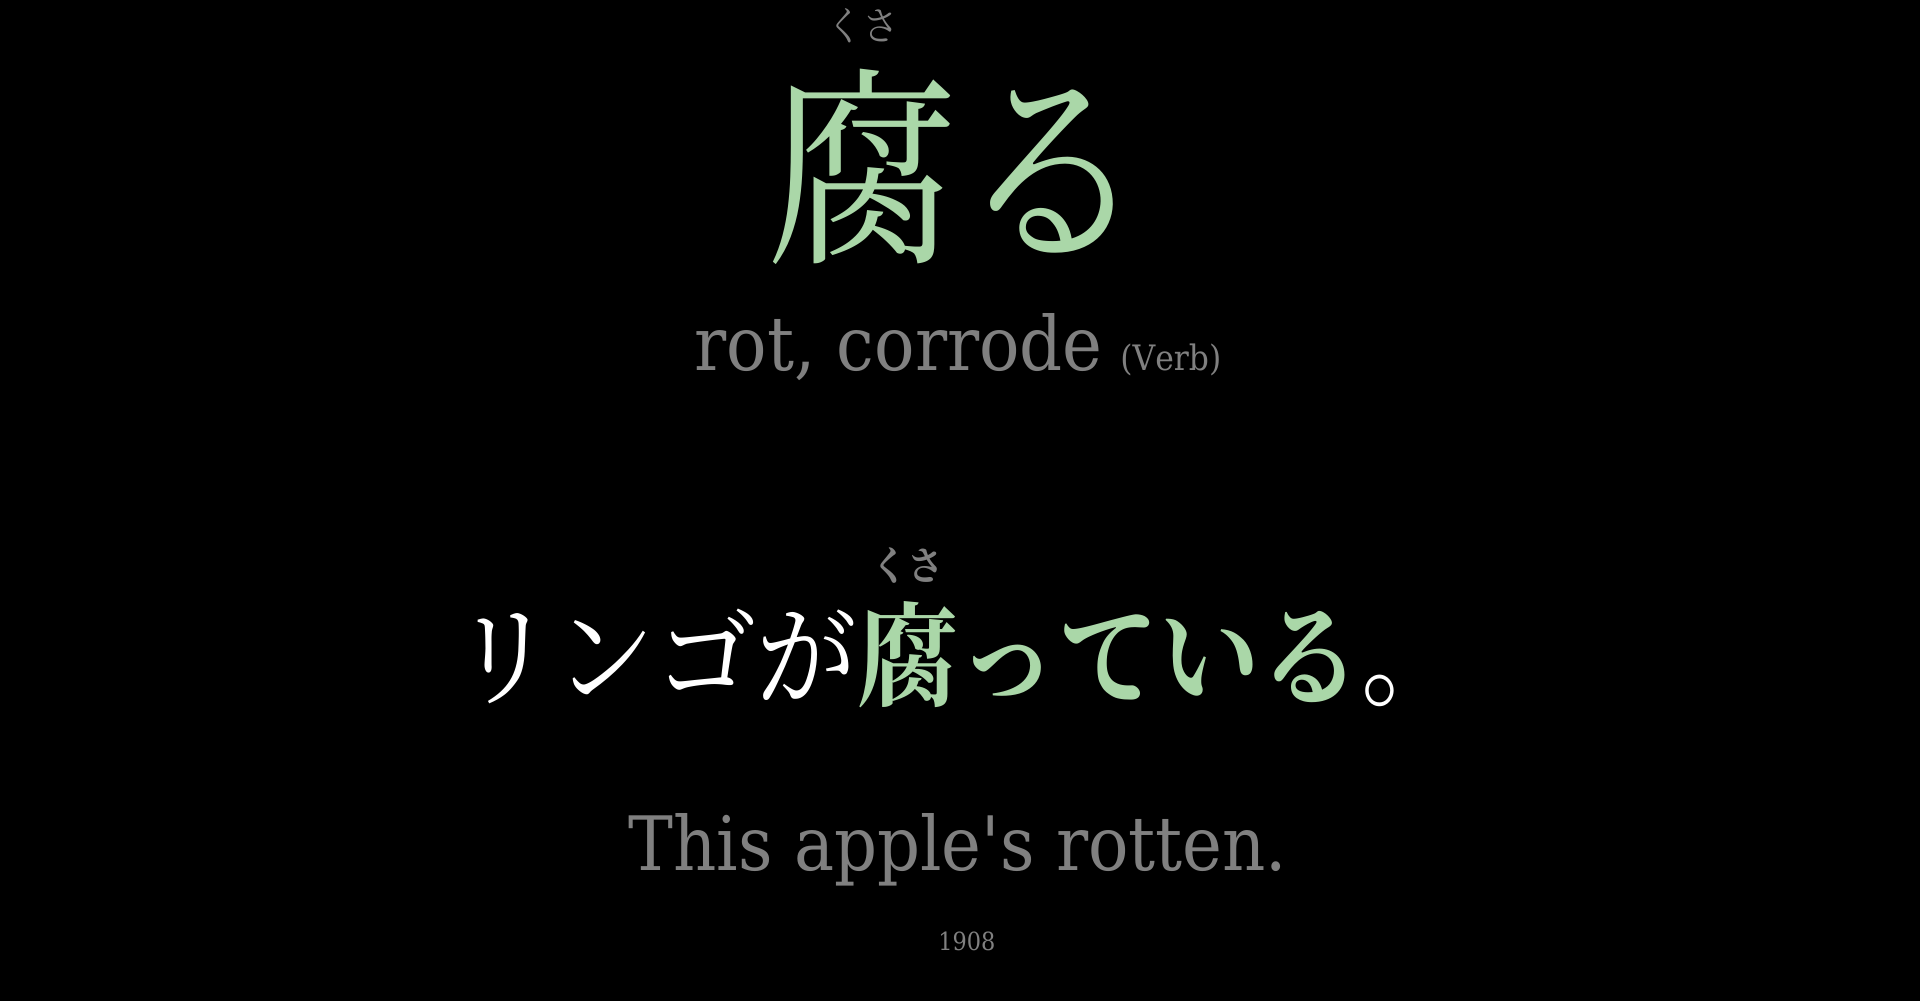 くさ
腐る
rot, corrode (Verb)
くさ
リンゴが腐っている。
This apple's rotten.
1908